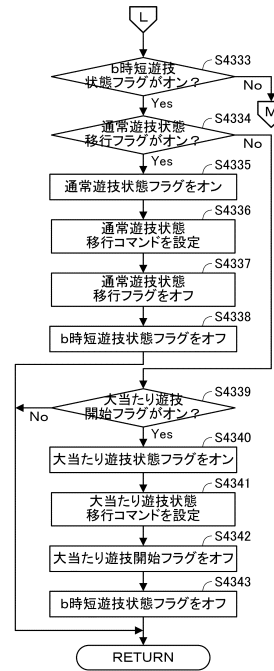 L
b時短遊技
状態フラグがオン?
S4333
No
M
Yes
通常遊技状態
移行フラグがオン?
S4334
No
Yes
S4335
通常遊技状態フラグをオン
S4336
通常遊技状態
移行コマンドを設定
S4337
通常遊技状態
移行フラグをオフ
S4338
b時短遊技状態フラグをオフ
S4339
大当たり遊技
開始フラグがオン?
No
Yes
S4340
大当たり遊技状態フラグをオン
S4341
大当たり遊技状態
移行コマンドを設定
S4342
大当たり遊技開始フラグをオフ
S4343
b時短遊技状態フラグをオフ
RETURN